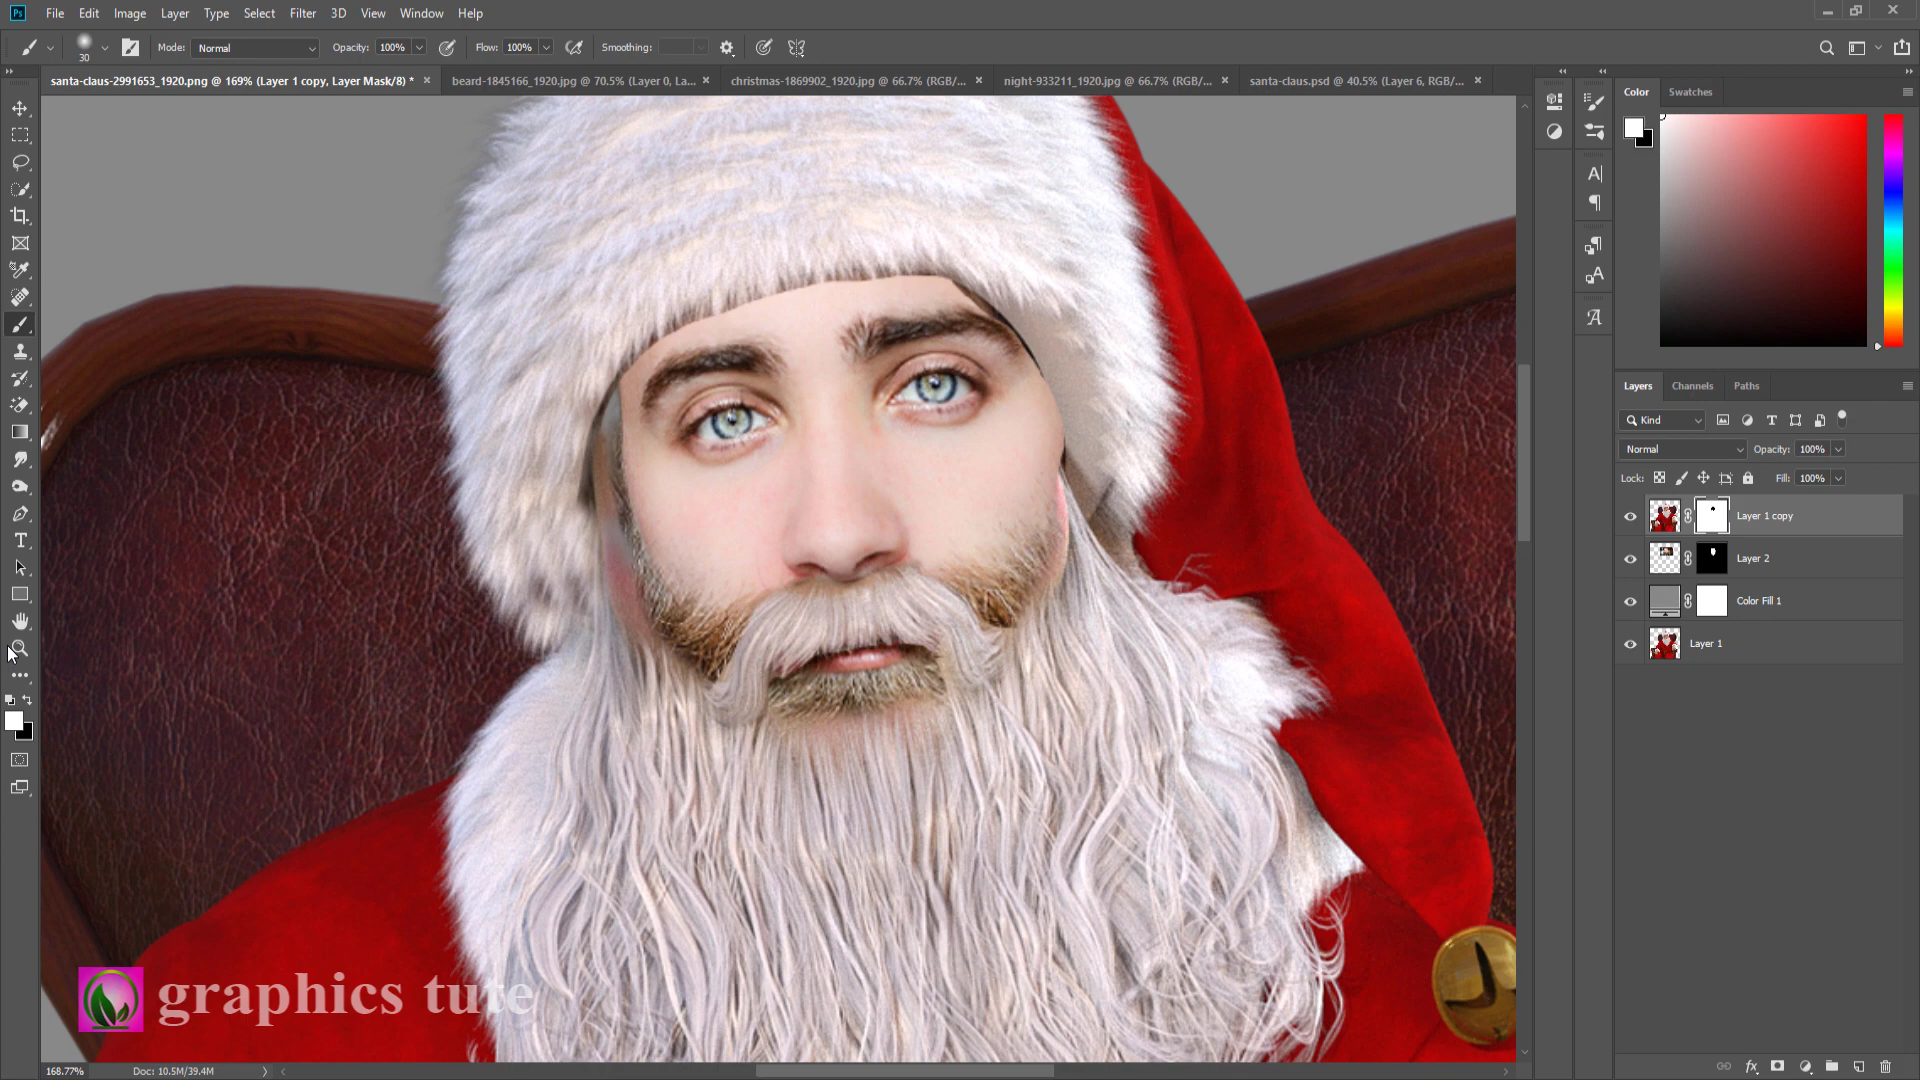 Ps File Edit Image Layer Type Select Filter 3D View Window Help
30 Mode: Normal Opacity: 100% Flow: 100% Smoothing:
santa-claus-2991653_1920.png @ 169% (Layer 1 copy, Layer Mask/8) * × beard-1845166_1920.jpg @ 70.5% (Layer 0, La... × christmas-1869902_1920.jpg @ 66.7% (RGB/... × night-933211_1920.jpg @ 66.7% (RGB/... × santa-claus.psd @ 40.5% (Layer 6, RGB/... ×
Color Swatches
Layers Channels Paths
Kind
Normal Opacity: 100%
Lock: Fill: 100%
Layer 1 copy
Layer 2
Color Fill 1
Layer 1
graphics tute
168.77% Doc: 10.5M/39.4M